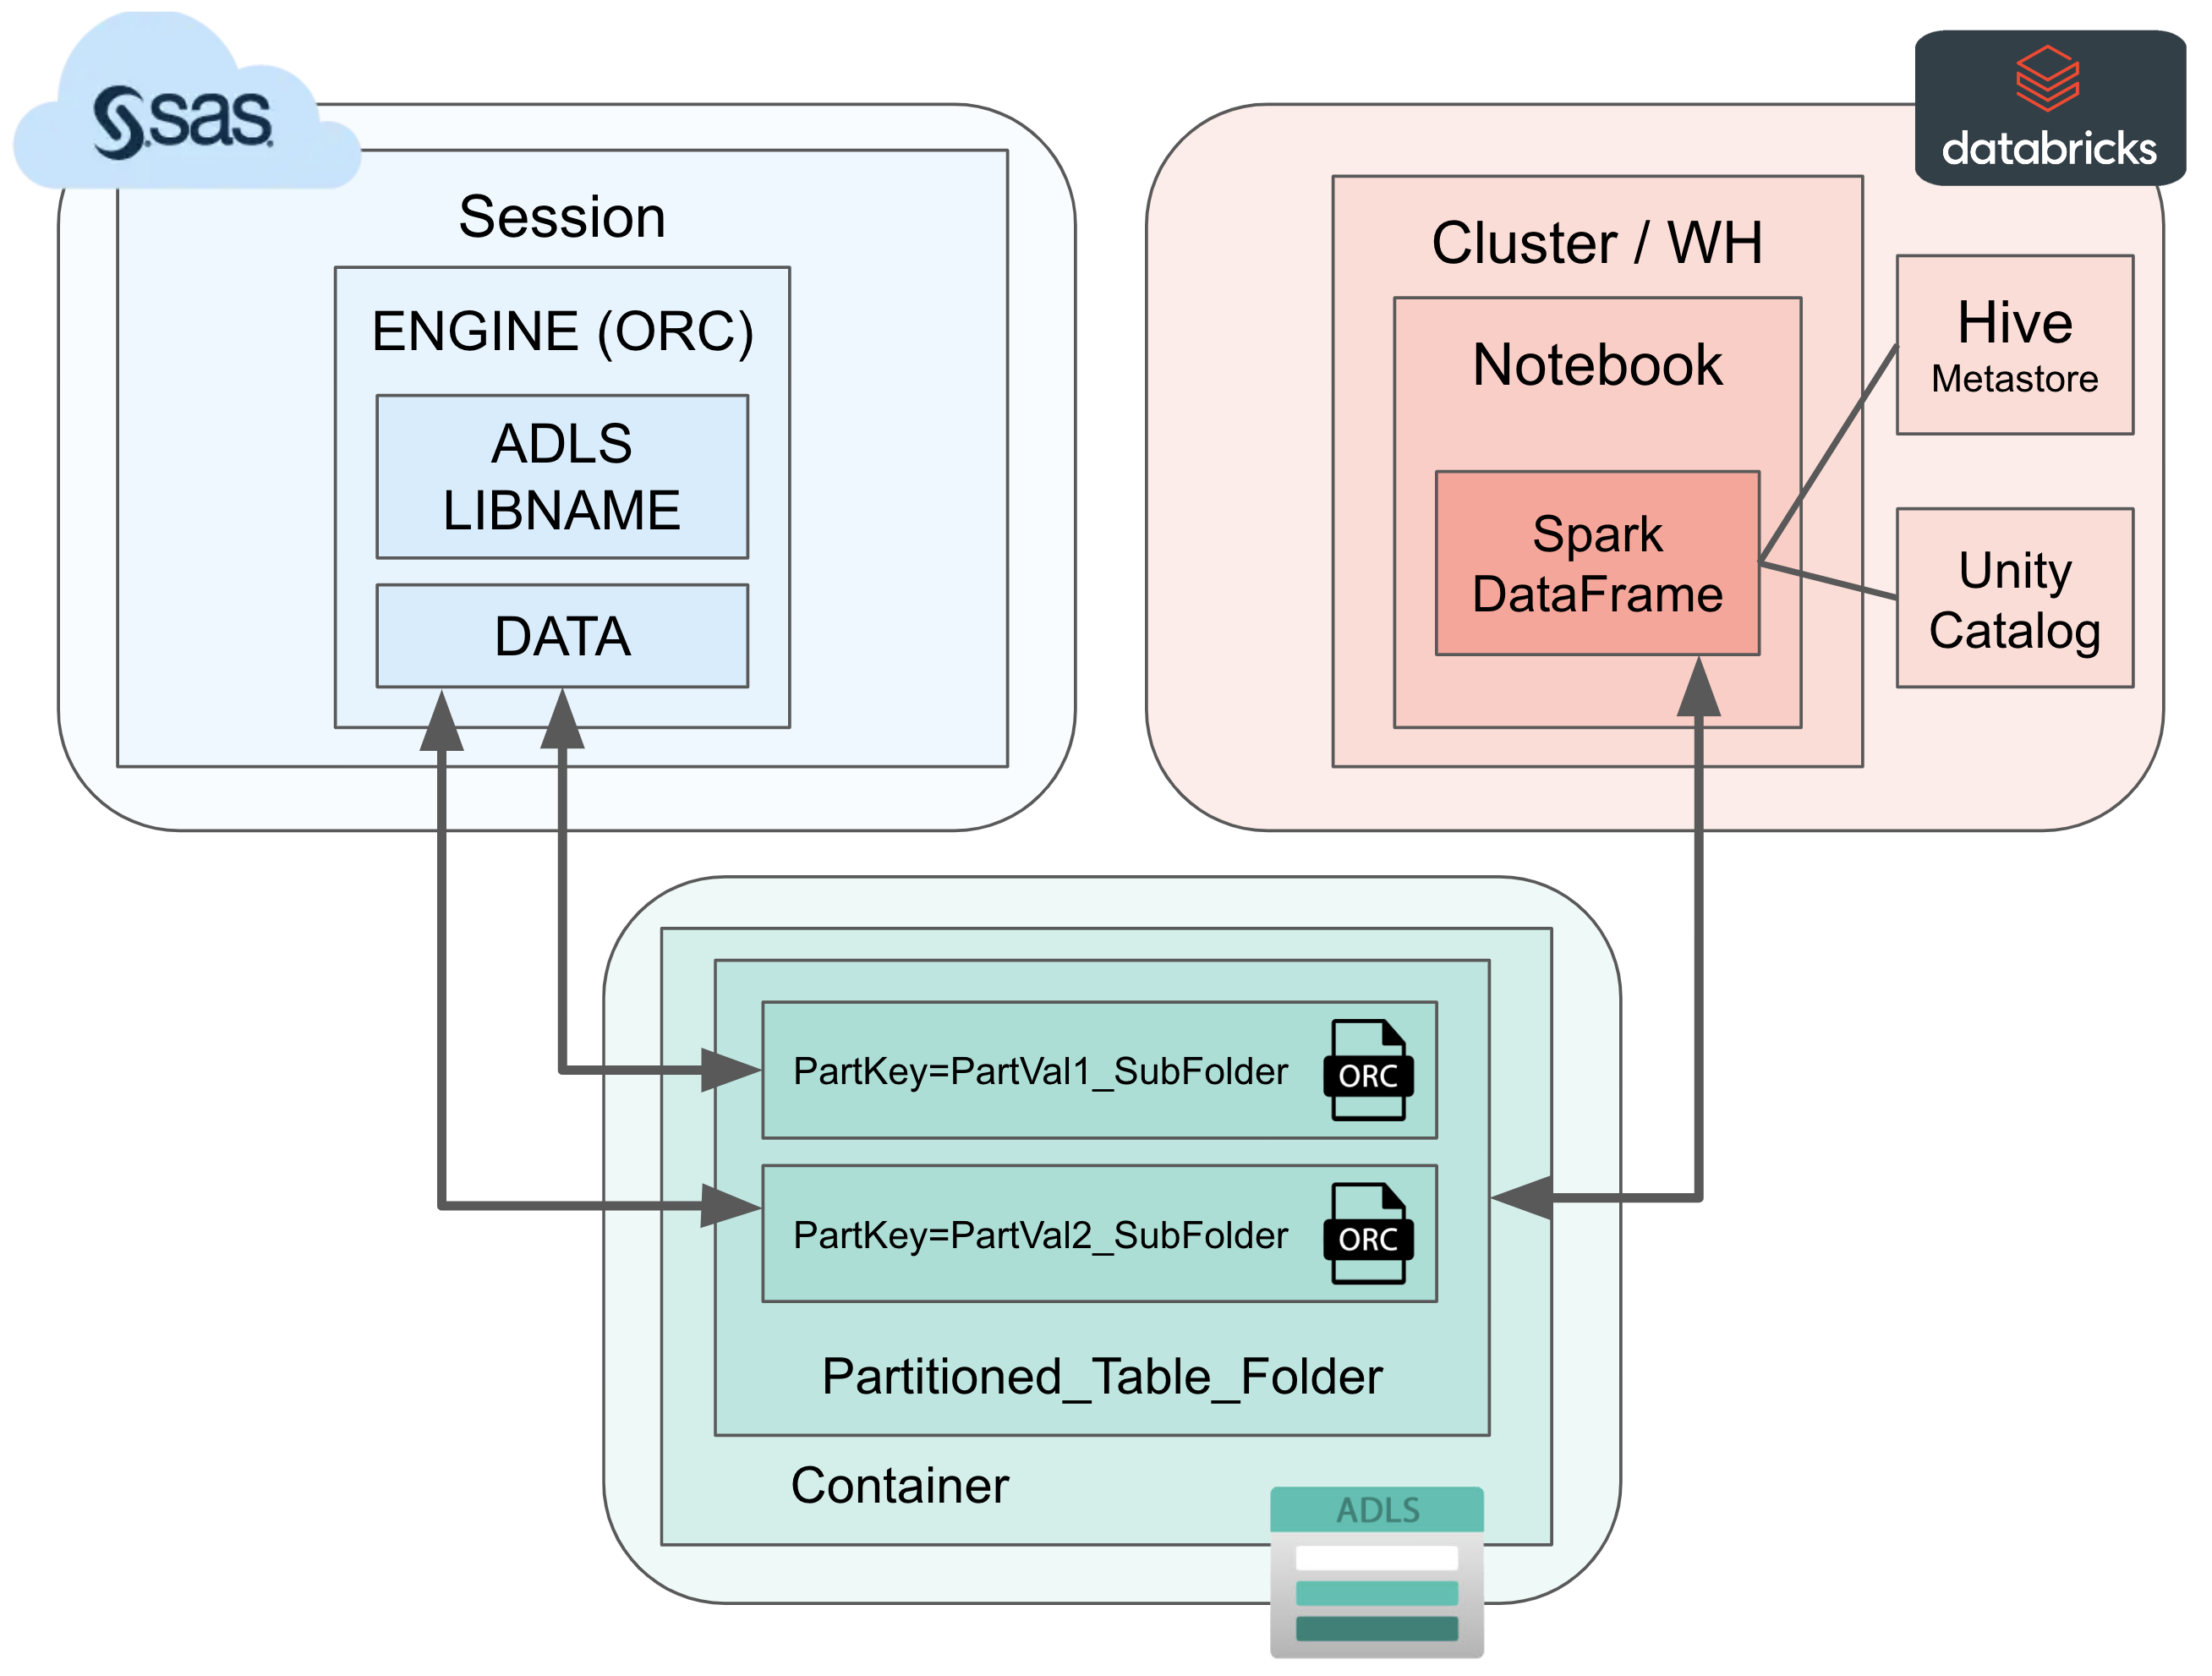 sas
Session
ENGINE (ORC)
ADLS
LIBNAME
DATA
databricks
Cluster / WH
Notebook
Spark
DataFrame
Hive
Metastore
Unity
Catalog
PartKey=PartVal1_SubFolder
ORC
PartKey=PartVal2_SubFolder
ORC
Partitioned_Table_Folder
Container
ADLS